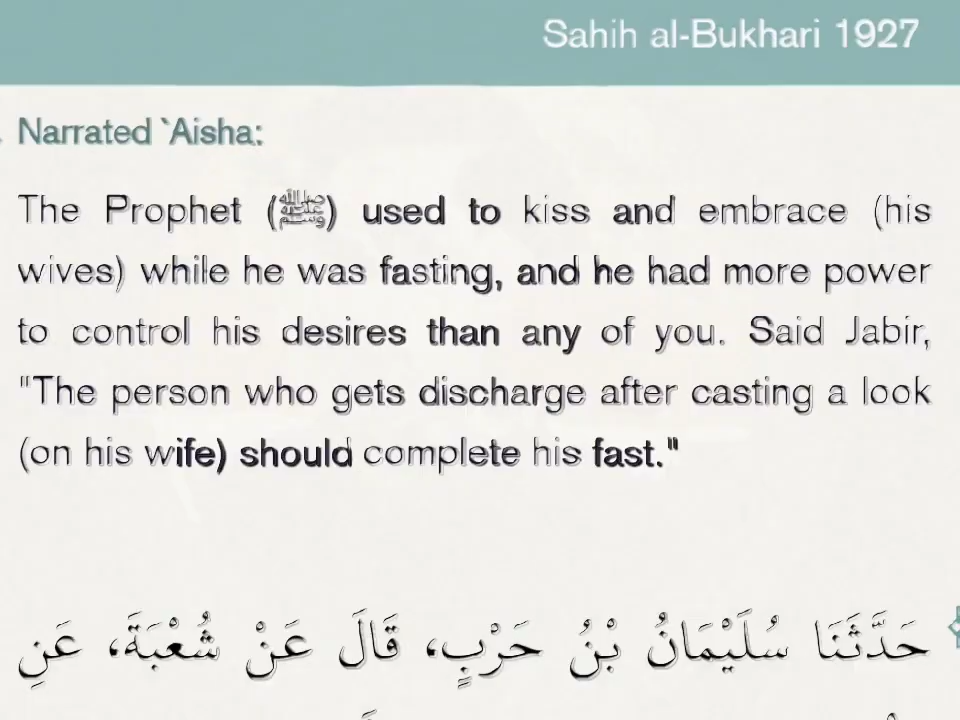 Sahih al-Bukhari 1927
Narrated `Aisha:
The Prophet (ﷺ) used to kiss and embrace (his
wives) while he was fasting, and he had more power
to control his desires than any of you. Said Jabir,
"The person who gets discharge after casting a look
(on his wife) should complete his fast."
حَدَّثَنَا سُلَيْمَانُ بْنُ حَرْبٍ، قَالَ عَنْ شُعْبَةَ، عَنِ